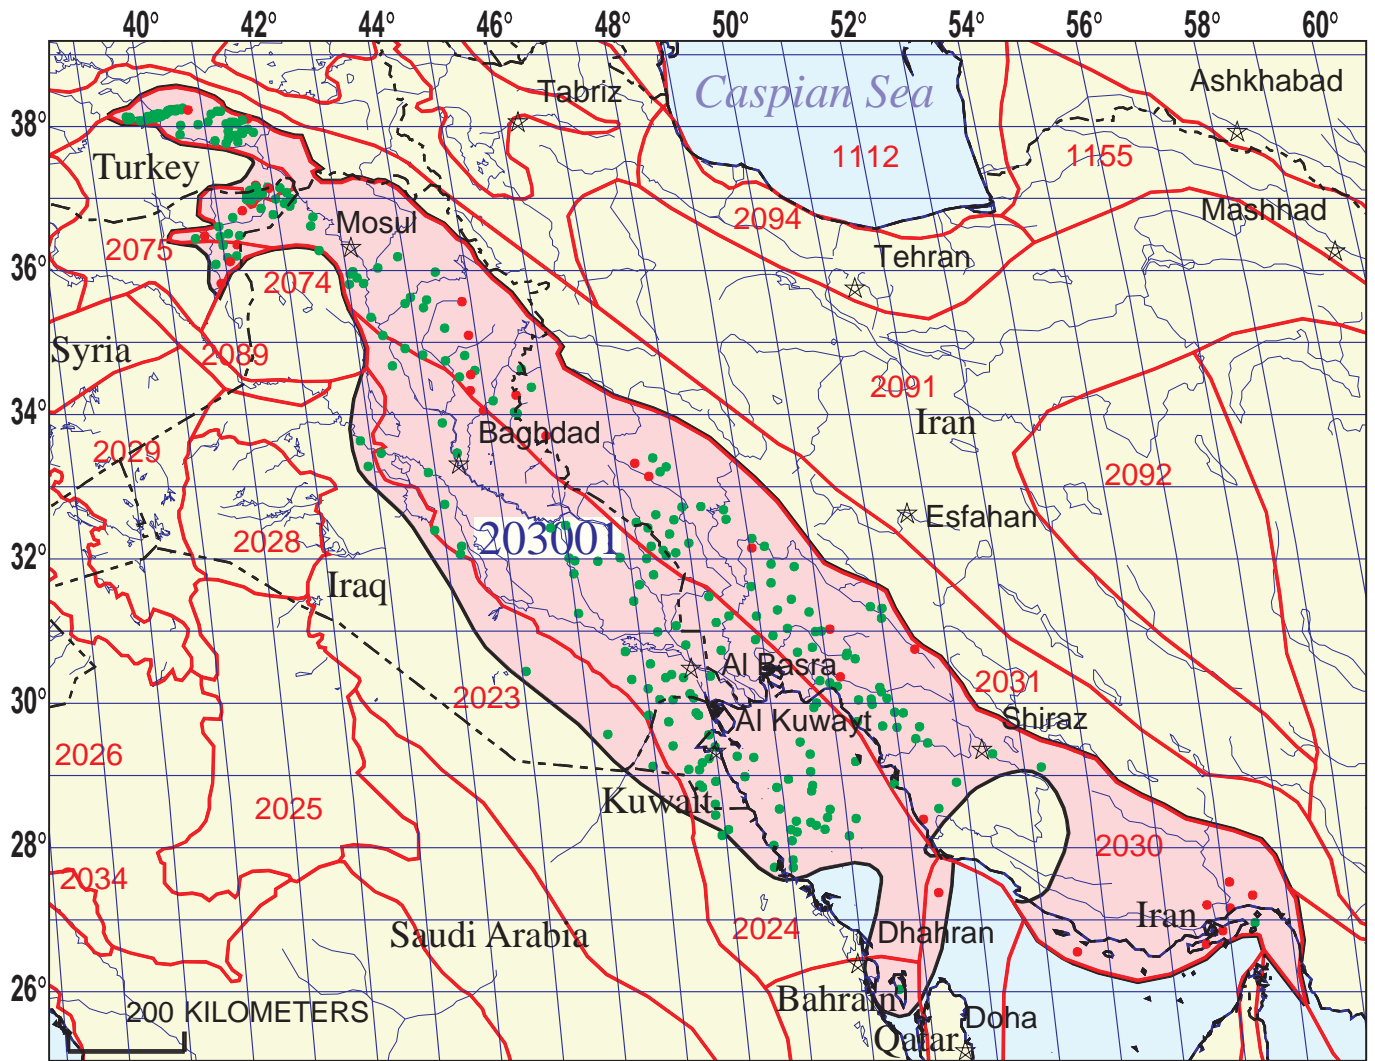 40° 42° 44° 46° 48° 50° 52° 54° 56° 58° 60°
Caspian Sea
Ashkhabad
Tabriz
38°
Turkey
1112
1155
Mashhad
Mosul
2094
2075
Tehran
36°
2074
Syria
2089
2091
Iran
34°
Baghdad
2029
2092
Esfahan
203001
2028
32°
Iraq
Al Basra
2031
30°
2023
Al Kuwayt
Shiraz
2026
Kuwait
2025
28°
2030
2034
Iran
2024
Dhahran
Saudi Arabia
26°
Bahrain
200 KILOMETERS
Doha
Qatar